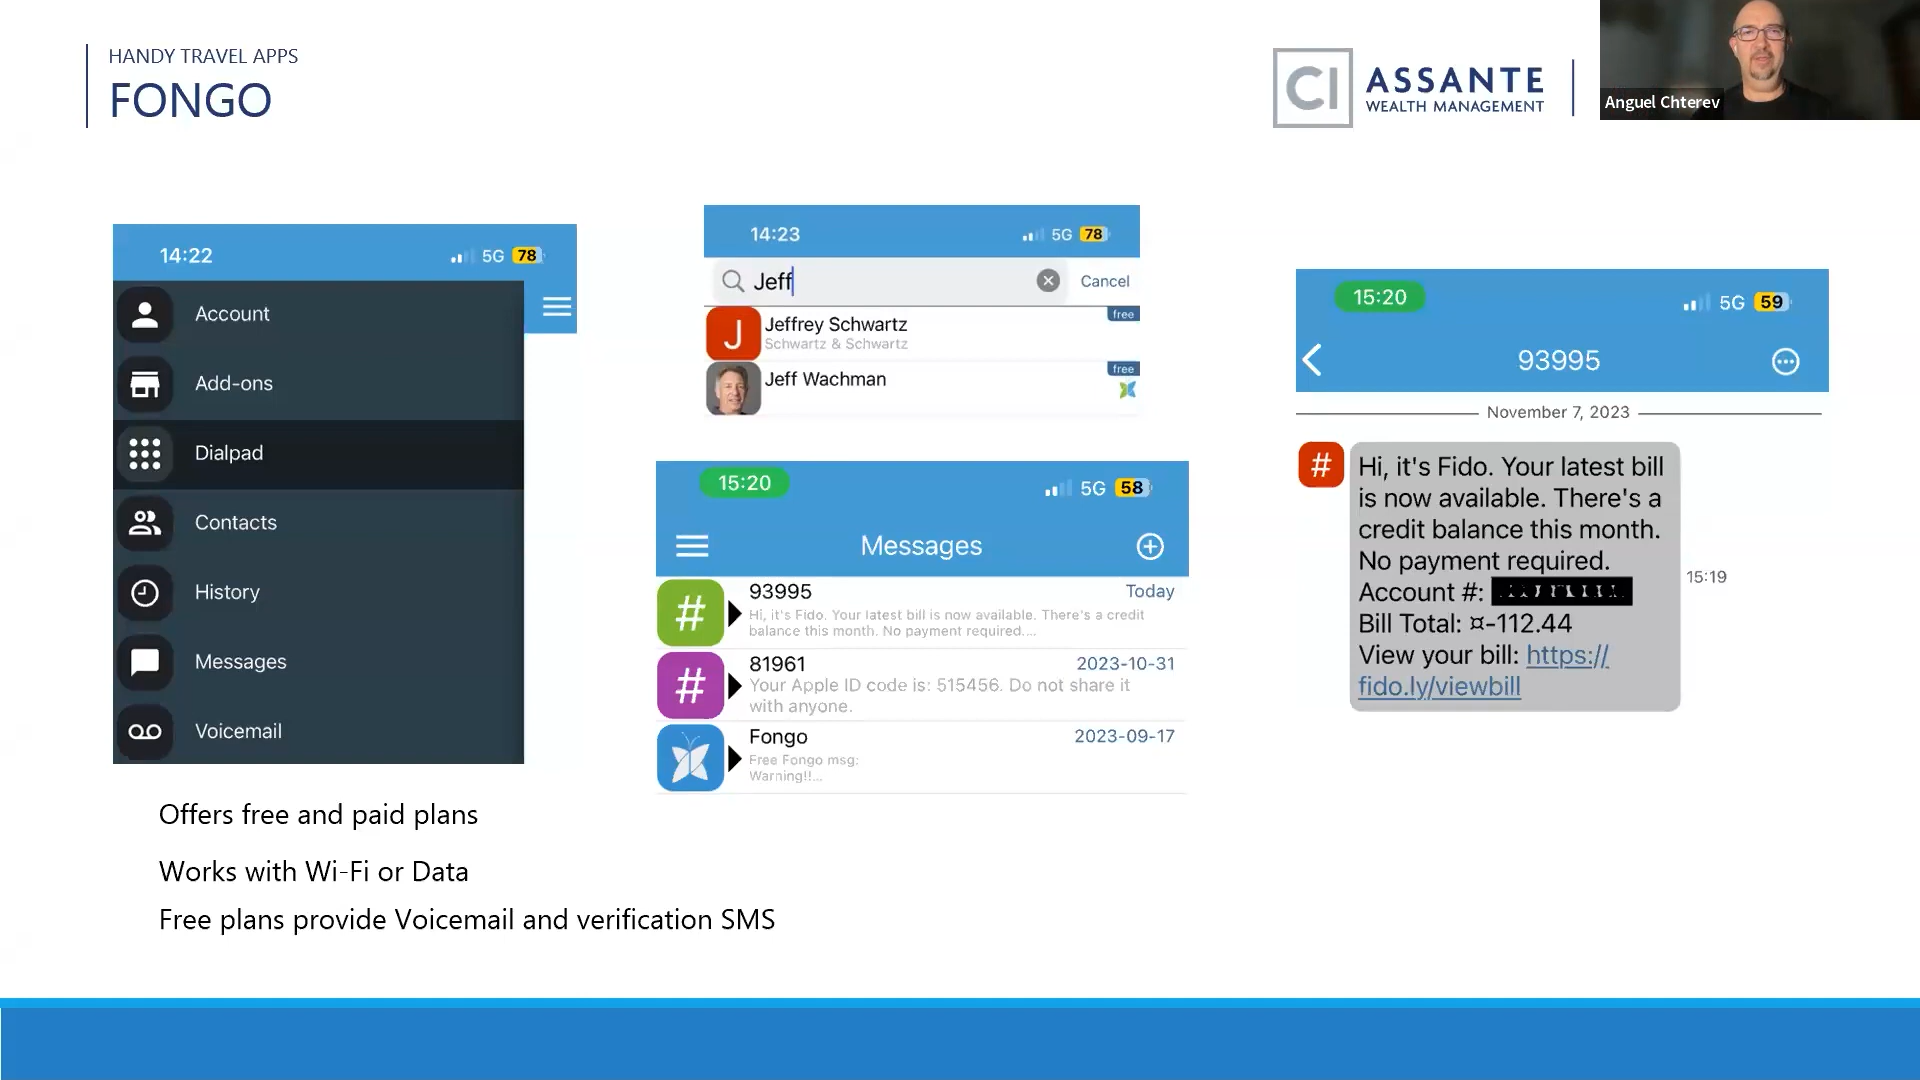 HANDY TRAVEL APPS
FONGO
CI
ASSANTE
WEALTH MANAGEMENT
Anguel Chterev
14:22
5G 78
Account
Add-ons
Dialpad
Contacts
History
Messages
Voicemail
14:23
5G 78
Jeff
Cancel
J
Jeffrey Schwartz
free
Schwartz & Schwartz
Jeff Wachman
free
15:20
5G 58
Messages
# 93995 Today
Hi, it's Fido. Your latest bill is now available. There's a credit
balance this month. No payment required....
# 81961 2023-10-31
Your Apple ID code is: 515456. Do not share it
with anyone.
Fongo 2023-09-17
Free Fongo msg:
Warning!!...
15:20
5G 59
93995
November 7, 2023
#
Hi, it's Fido. Your latest bill
is now available. There's a
credit balance this month.
No payment required.
Account #:
Bill Total: ¤-112.44
View your bill: https://
fido.ly/viewbill
15:19
Offers free and paid plans
Works with Wi-Fi or Data
Free plans provide Voicemail and verification SMS